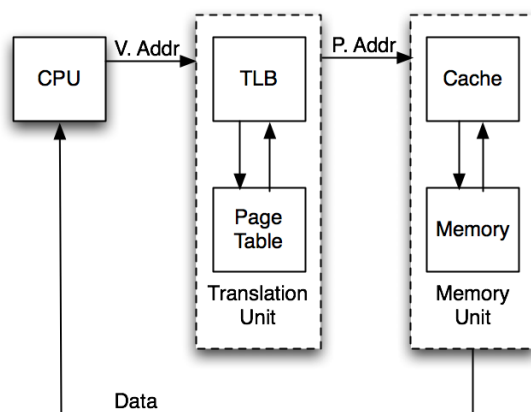 V. Addr
P. Addr
CPU
TLB
Cache
Page
Table
Memory
Translation
Unit
Memory
Unit
Data